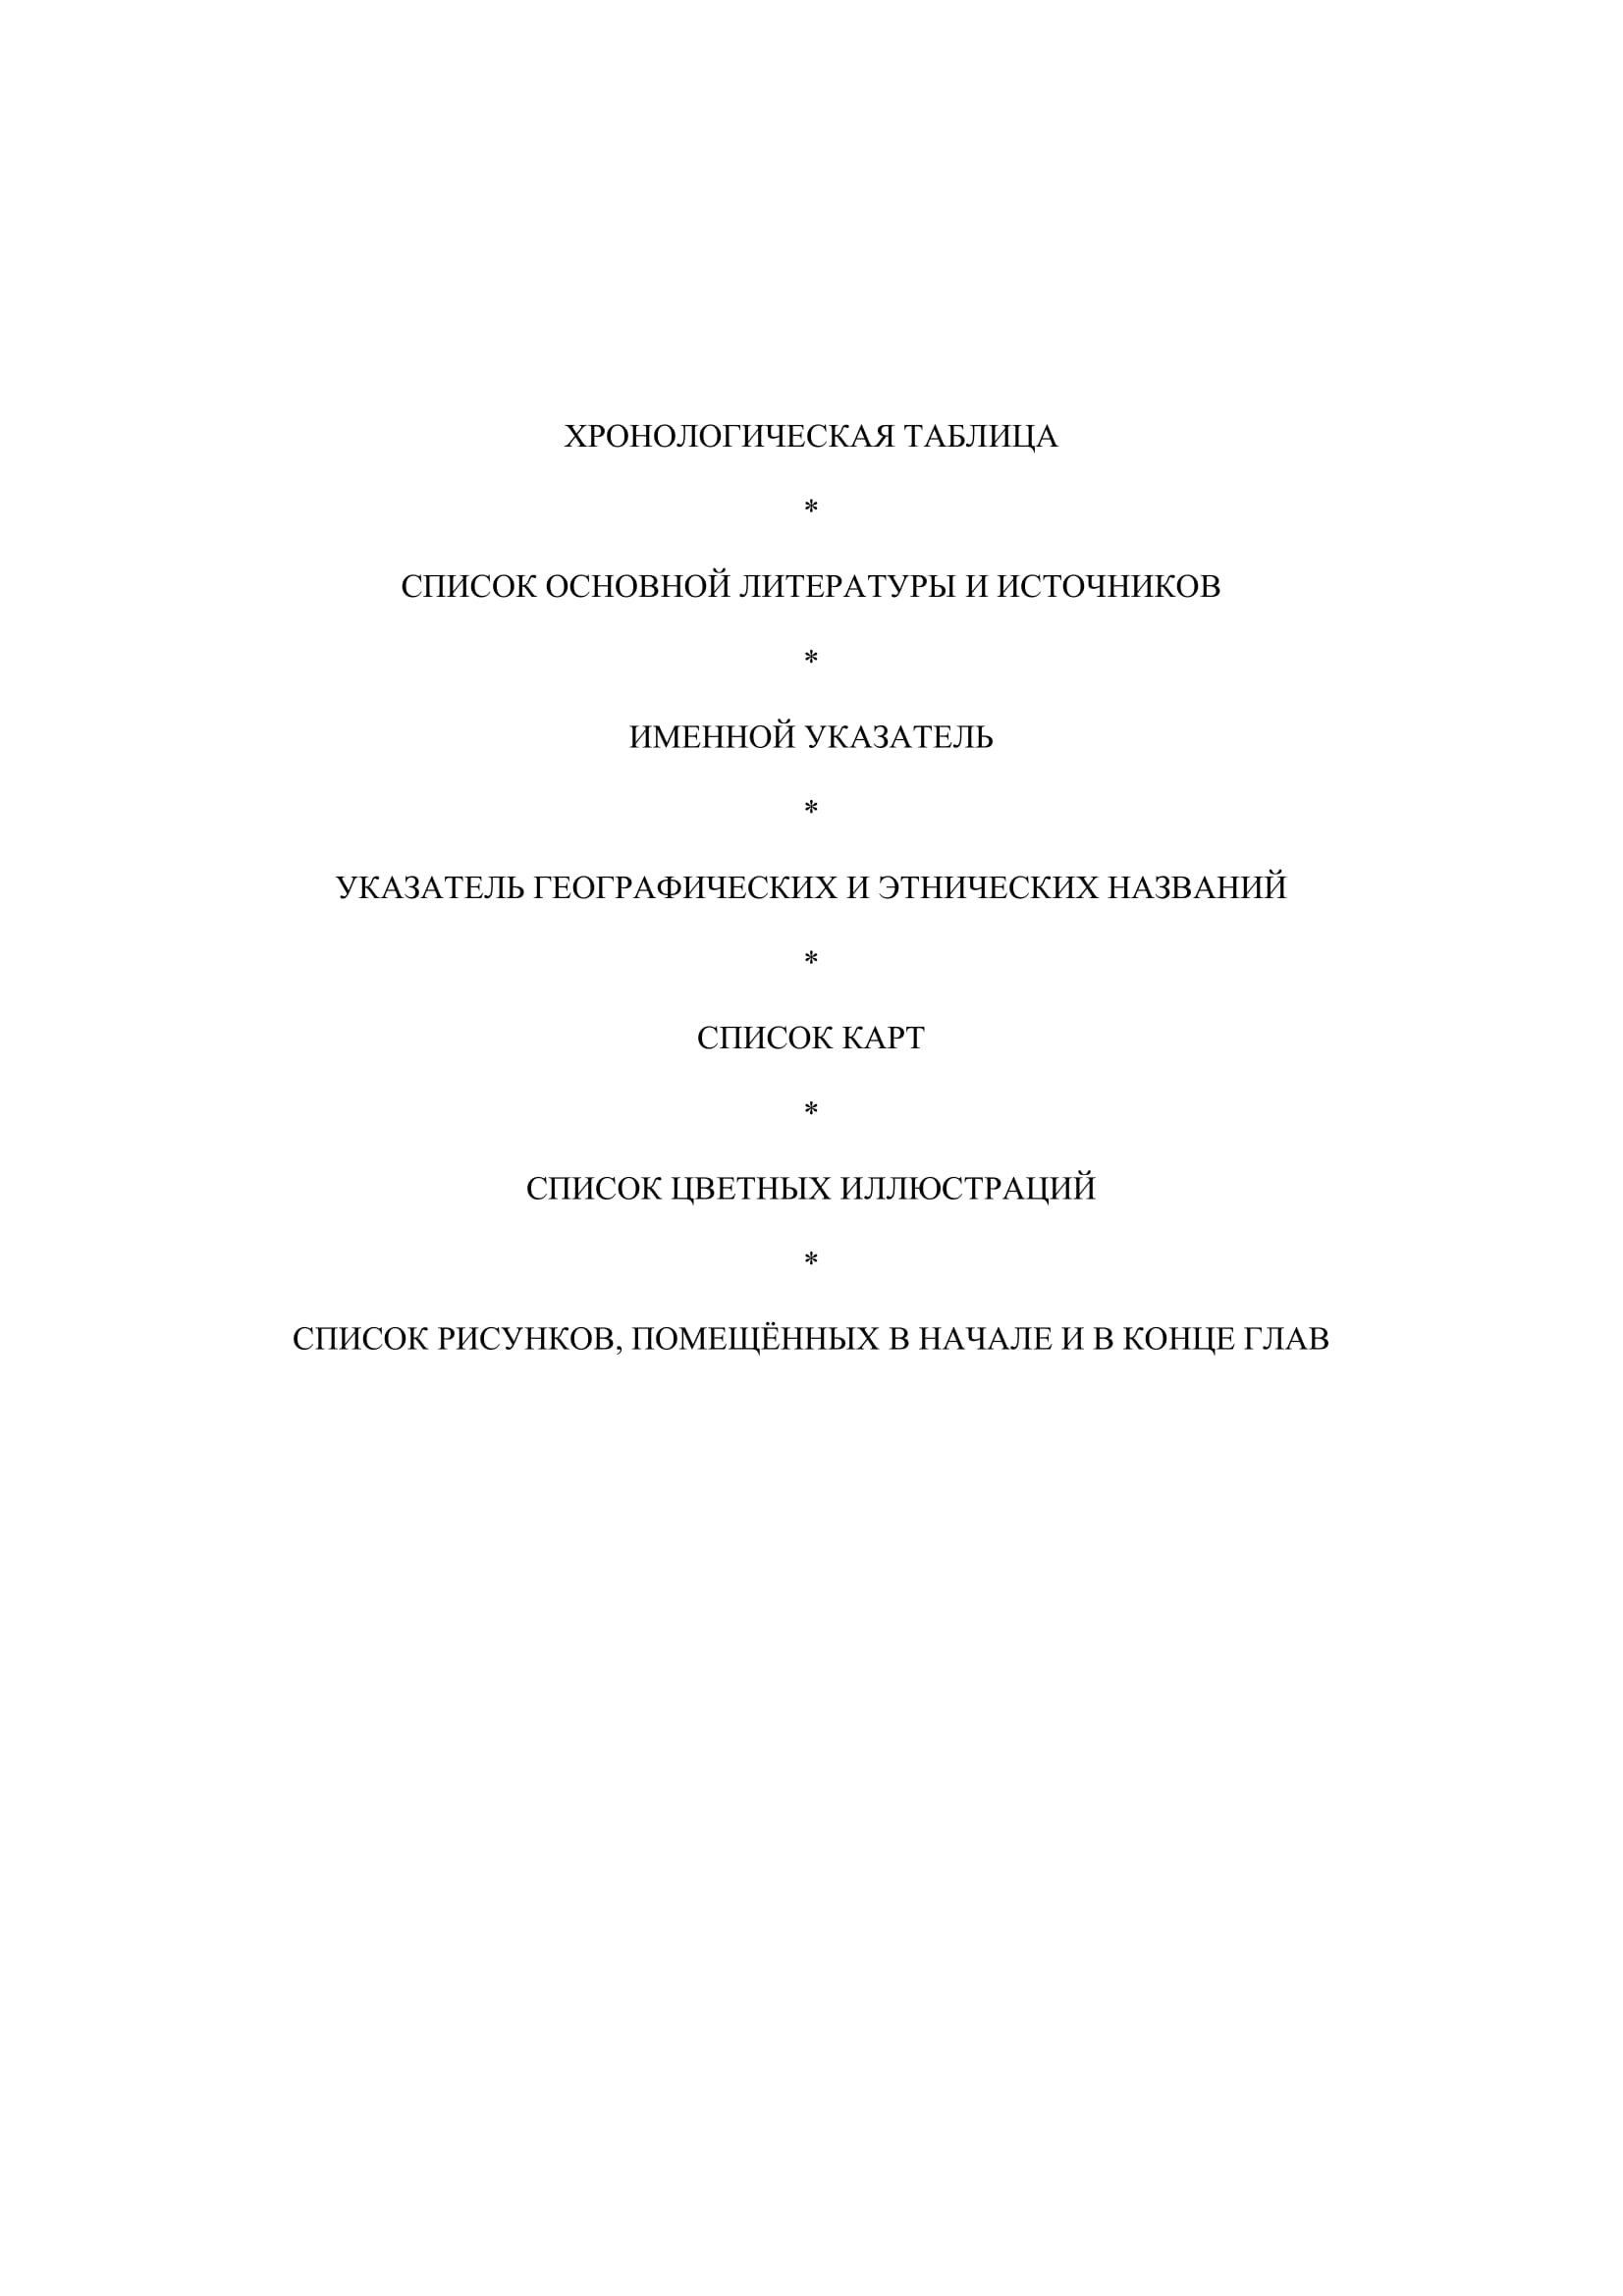 ХРОНОЛОГИЧЕСКАЯ ТАБЛИЦА
*
СПИСОК ОСНОВНОЙ ЛИТЕРАТУРЫ И ИСТОЧНИКОВ
*
ИМЕННОЙ УКАЗАТЕЛЬ
*
УКАЗАТЕЛЬ ГЕОГРАФИЧЕСКИХ И ЭТНИЧЕСКИХ НАЗВАНИЙ
*
СПИСОК КАРТ
*
СПИСОК ЦВЕТНЫХ ИЛЛЮСТРАЦИЙ
*
СПИСОК РИСУНКОВ, ПОМЕЩЁННЫХ В НАЧАЛЕ И В КОНЦЕ ГЛАВ